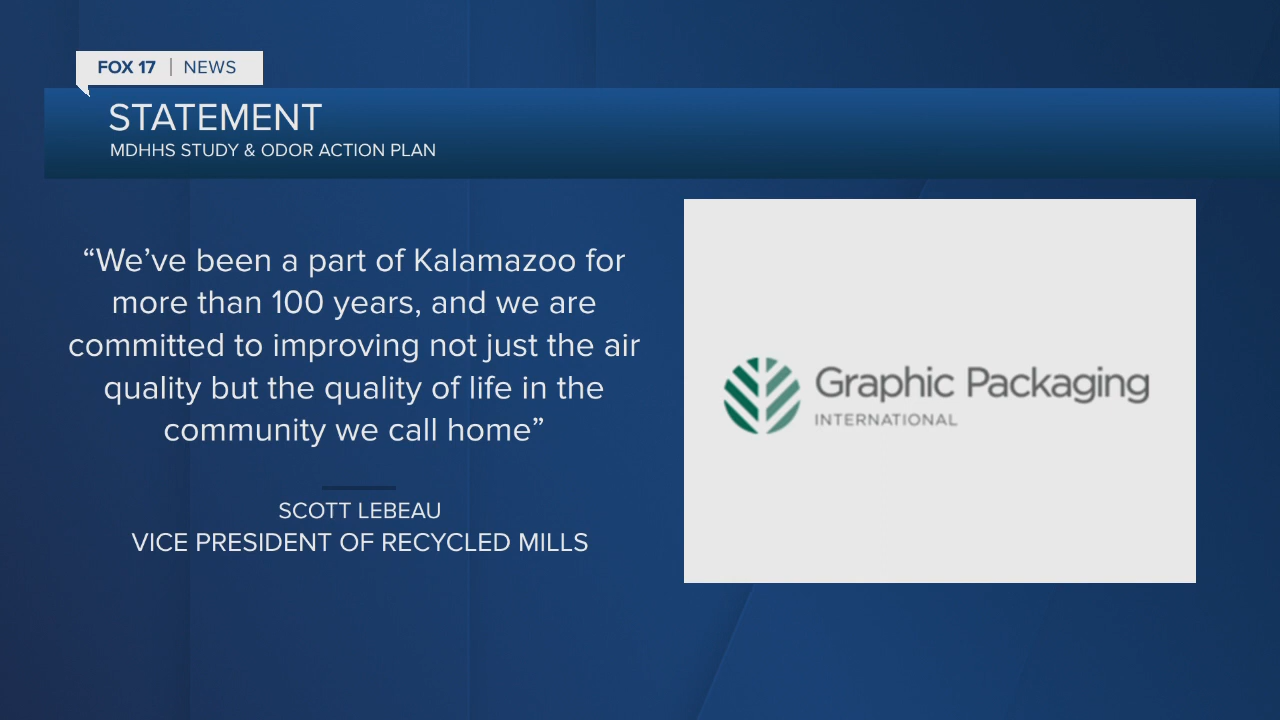 FOX 17 | NEWS
STATEMENT
MDHHS STUDY & ODOR ACTION PLAN
“We’ve been a part of Kalamazoo for
more than 100 years, and we are
committed to improving not just the air
quality but the quality of life in the
community we call home”
SCOTT LEBEAU
VICE PRESIDENT OF RECYCLED MILLS
Graphic Packaging
INTERNATIONAL